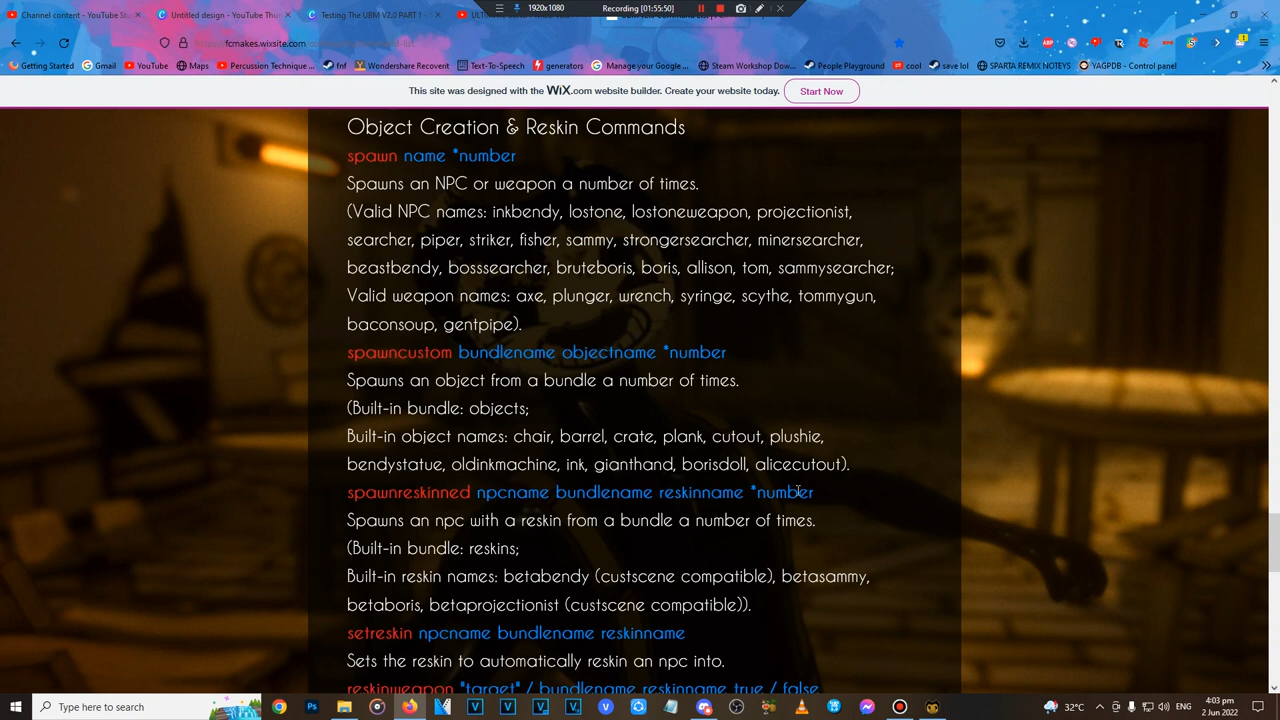 1920x1080
Recording [01:55:50]
Channel content - YouTube Stu
Untitled design - YouTube Thu
Testing The UBM V2.0 PART 1 -
fcmakes.wixsite.com
Getting Started
Gmail
YouTube
Maps
Percussion Technique ...
fnf
Wondershare Recoverit
Text-To-Speech
generators
Manage your Google ...
Steam Workshop Dow...
People Playground
cool
save lol
SPARTA REMIX NOTEYS
YAGPDB - Control panel
This site was designed with the WiX.com website builder. Create your website today.
Start Now
Object Creation & Reskin Commands
spawn name *number
Spawns an NPC or weapon a number of times.
(Valid NPC names: inkbendy, lostone, lostoneweapon, projectionist,
searcher, piper, striker, fisher, sammy, strongersearcher, minersearcher,
beastbendy, bosssearcher, bruteboris, boris, allison, tom, sammysearcher;
Valid weapon names: axe, plunger, wrench, syringe, scythe, tommygun,
baconsoup, gentpipe).
spawncustom bundlename objectname *number
Spawns an object from a bundle a number of times.
(Built-in bundle: objects;
Built-in object names: chair, barrel, crate, plank, cutout, plushie,
bendystatue, oldinkmachine, ink, gianthand, borisdoll, alicecutout).
spawnreskinned npcname bundlename reskinname *number
Spawns an npc with a reskin from a bundle a number of times.
(Built-in bundle: reskins;
Built-in reskin names: betabendy (custscene compatible), betasammy,
betaboris, betaprojectionist (custscene compatible)).
setreskin npcname bundlename reskinname
Sets the reskin to automatically reskin an npc into.
reskinweapon "target" / bundlename reskinname true / false
Type here to search
32°C
ENG
4:03 pm
2 Jun 2022